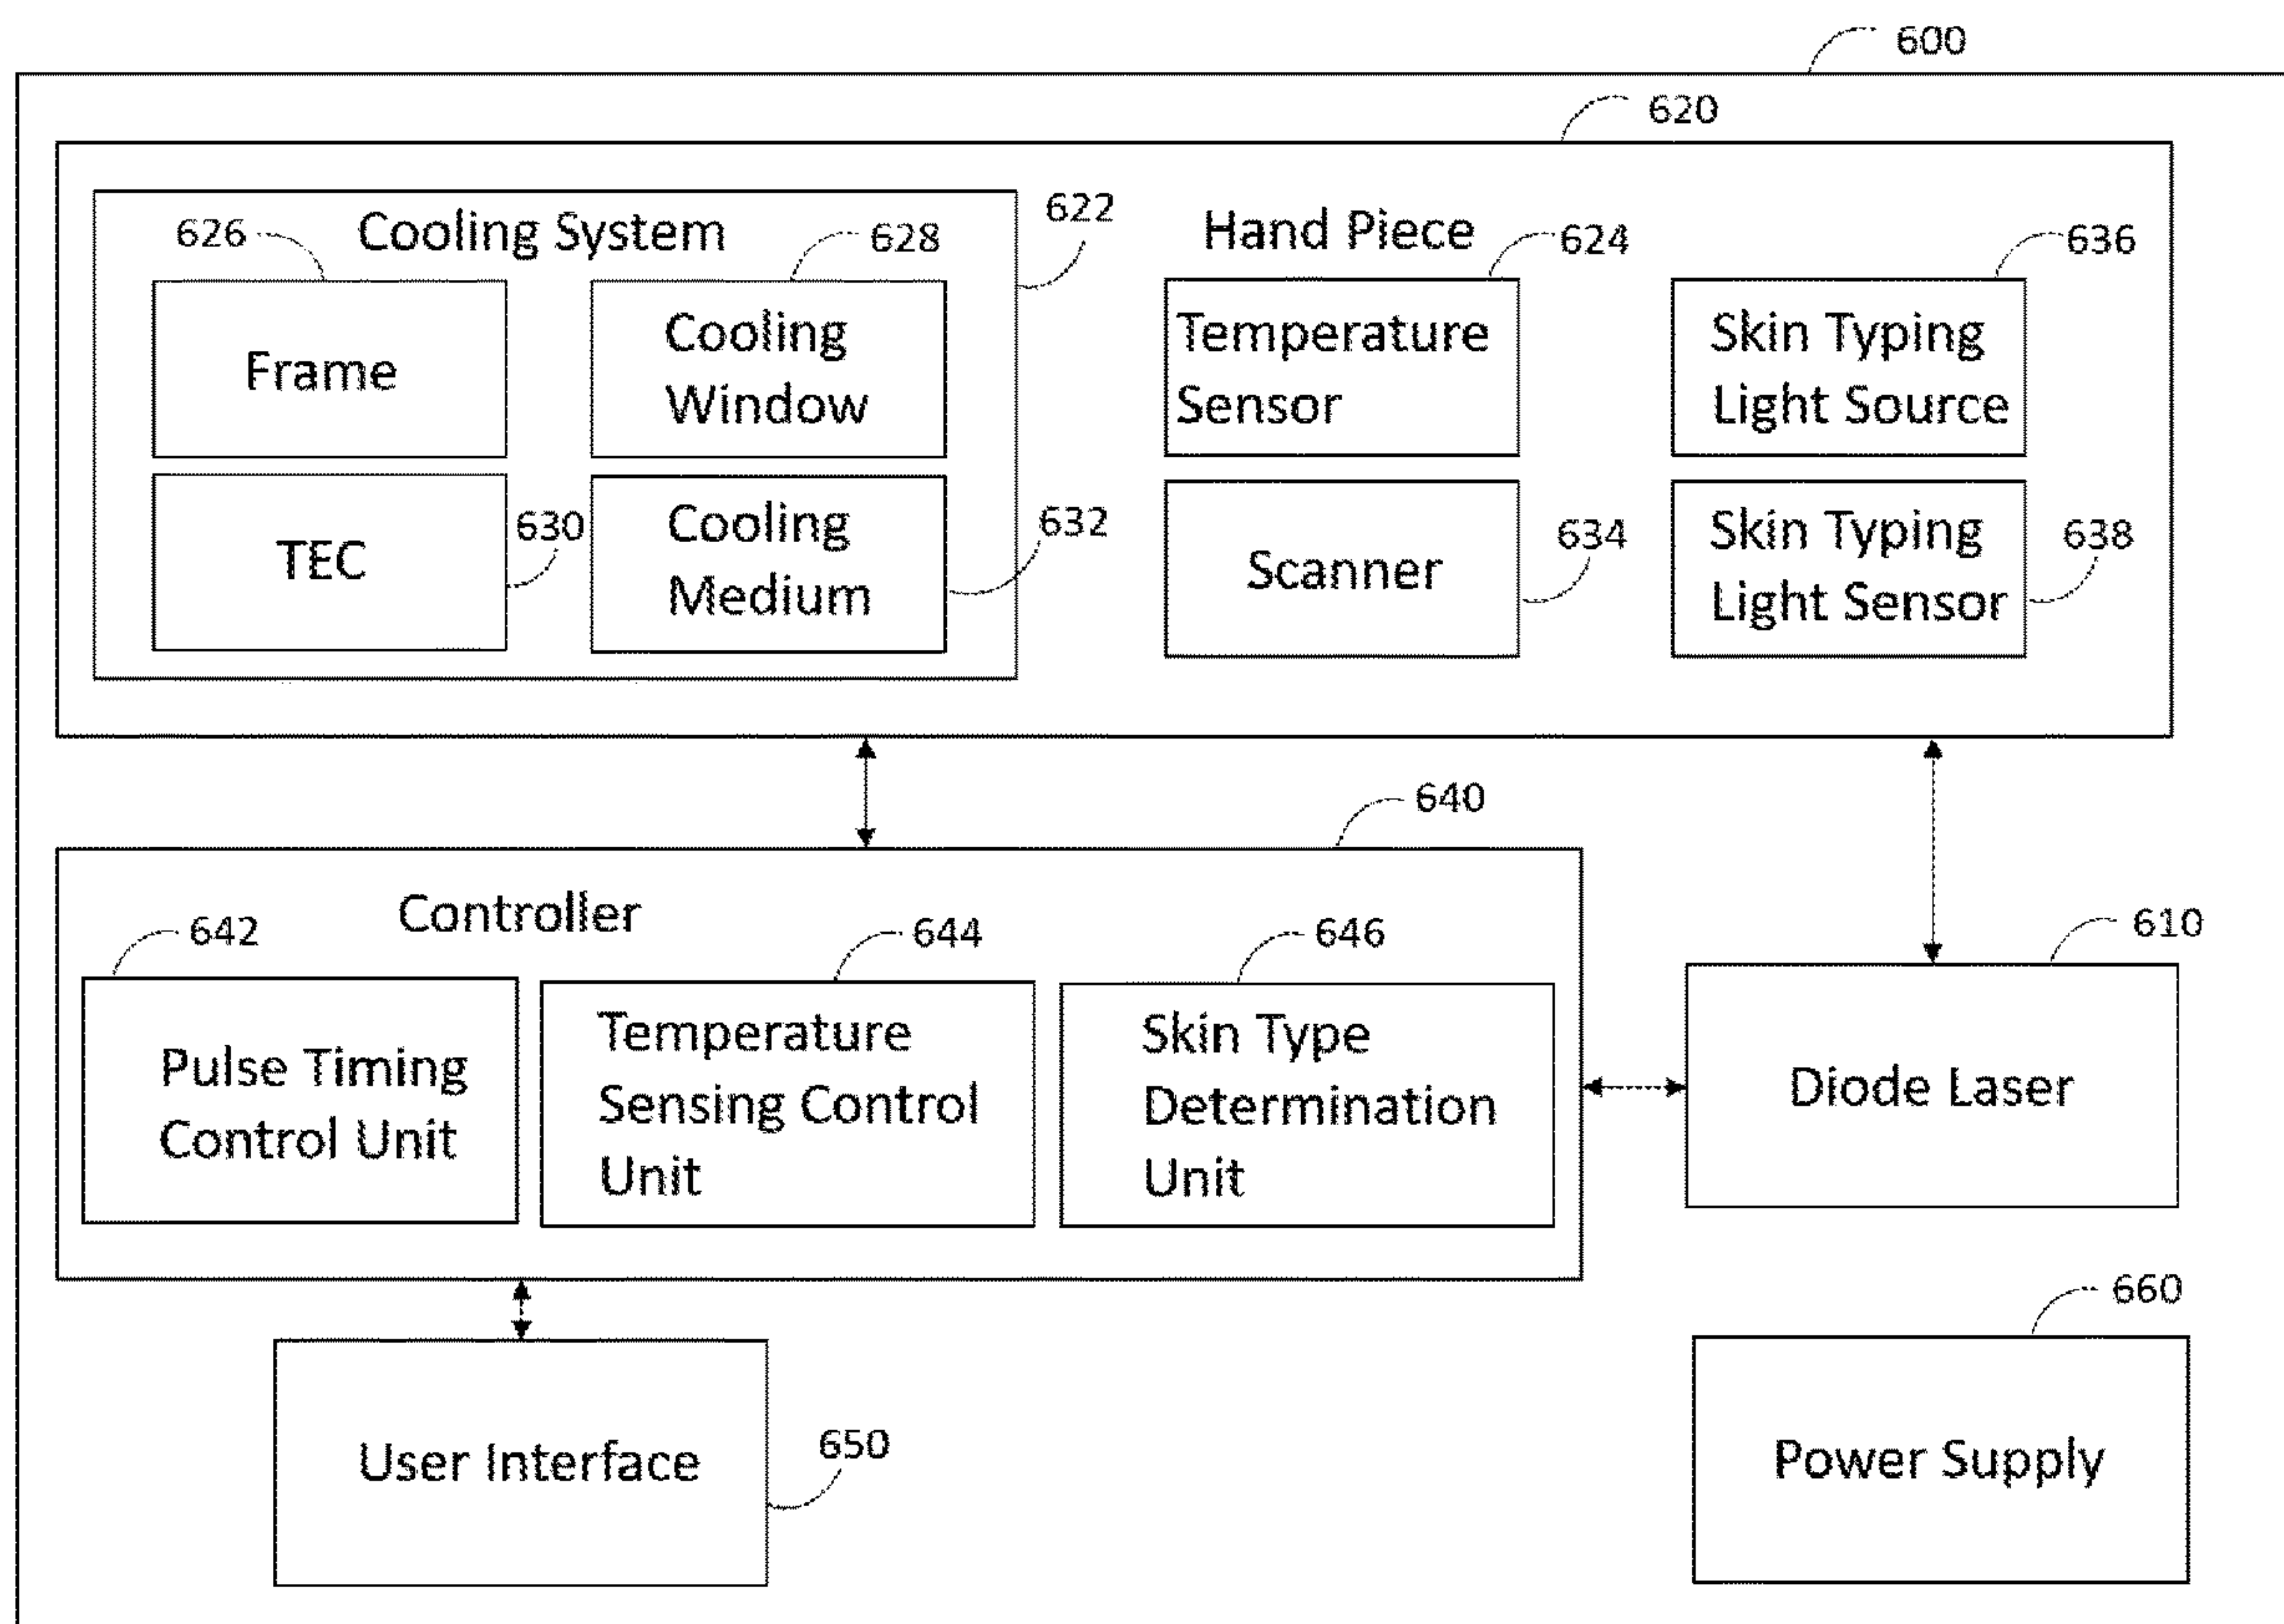 600
620
626
Cooling System
628
622
Hand Piece
624
636
Frame
Cooling
Window
Temperature
Sensor
Skin Typing
Light Source
TEC
630
Cooling
Medium
632
Scanner
634
Skin Typing
Light Sensor
638
640
Controller
642
644
646
610
Pulse Timing
Control Unit
Temperature
Sensing Control
Unit
Skin Type
Determination
Unit
Diode Laser
660
User Interface
650
Power Supply